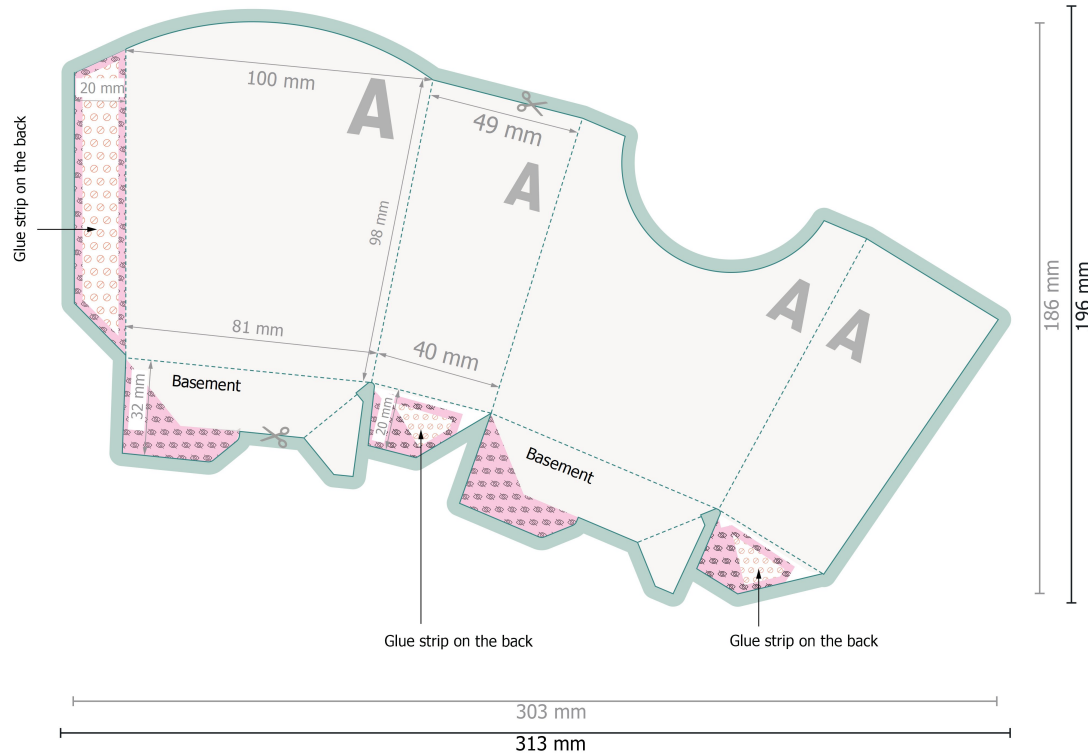 20 mm
100 mm
A
49 mm
A
Glue strip on the back
98 mm
A
A
186 mm
196 mm
81 mm
40 mm
Basement
32 mm
20 mm
Basement
Glue strip on the back
Glue strip on the back
303 mm
313 mm